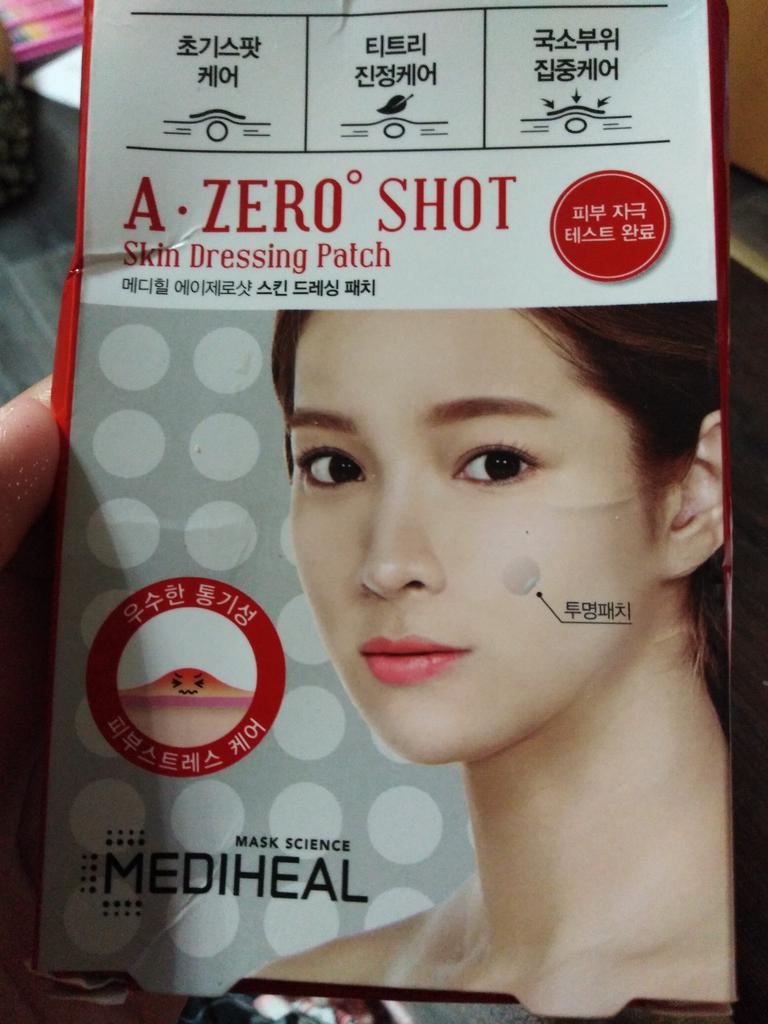 초기스팟
케어
티트리
진정케어
국소부위
집중케어
A·ZERO° SHOT
Skin Dressing Patch
메디힐 에이제로샷 스킨 드레싱 패치
피부 자극
테스트 완료
투명패치
우수한 통기성
피부스트레스 케어
MASK SCIENCE
MEDIHEAL